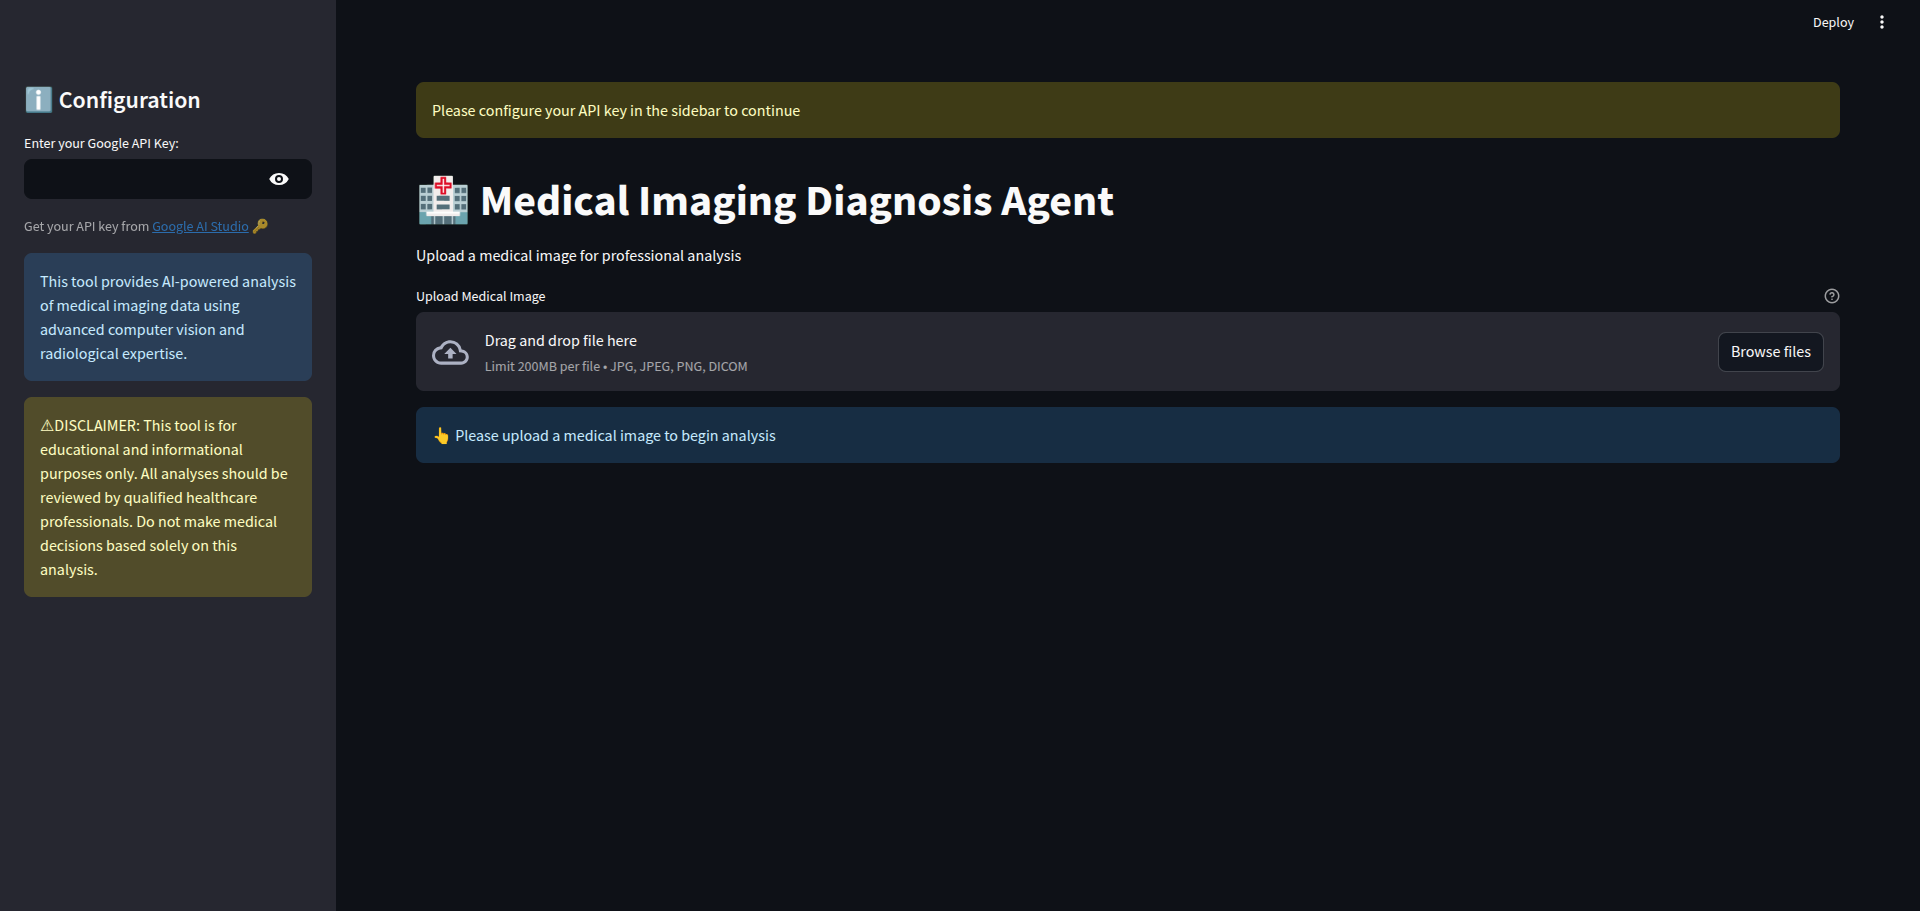 Deploy
ℹ️ Configuration
Enter your Google API Key:
Get your API key from Google AI Studio 🔑
This tool provides AI-powered analysis
of medical imaging data using
advanced computer vision and
radiological expertise.
⚠DISCLAIMER: This tool is for
educational and informational
purposes only. All analyses should be
reviewed by qualified healthcare
professionals. Do not make medical
decisions based solely on this
analysis.
Please configure your API key in the sidebar to continue
🏥 Medical Imaging Diagnosis Agent
Upload a medical image for professional analysis
Upload Medical Image
Drag and drop file here
Limit 200MB per file • JPG, JPEG, PNG, DICOM
Browse files
👆 Please upload a medical image to begin analysis